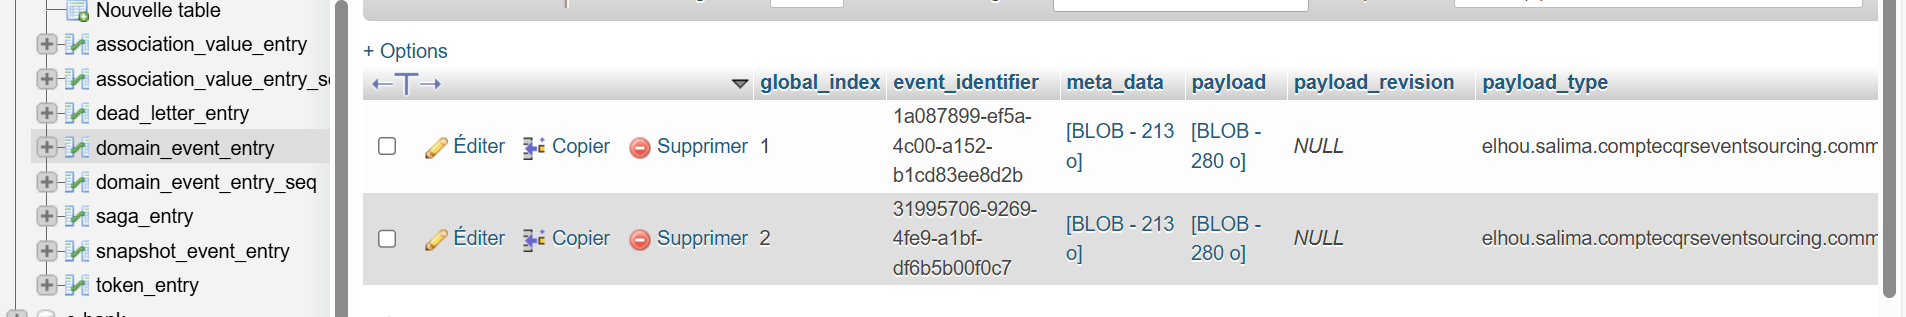 Nouvelle table
association_value_entry
association_value_entry_se
dead_letter_entry
domain_event_entry
domain_event_entry_seq
saga_entry
snapshot_event_entry
token_entry
+ Options
←T→ global_index event_identifier meta_data payload payload_revision payload_type
Éditer Copier Supprimer 1 1a087899-ef5a-
4c00-a152-
b1cd83ee8d2b
[BLOB - 213
o]
[BLOB -
280 o]
NULL
elhou.salima.comptecqrseventsourcing.comm
Éditer Copier Supprimer 2 31995706-9269-
4fe9-a1bf-
df6b5b00f0c7
[BLOB - 213
o]
[BLOB -
280 o]
NULL
elhou.salima.comptecqrseventsourcing.comm